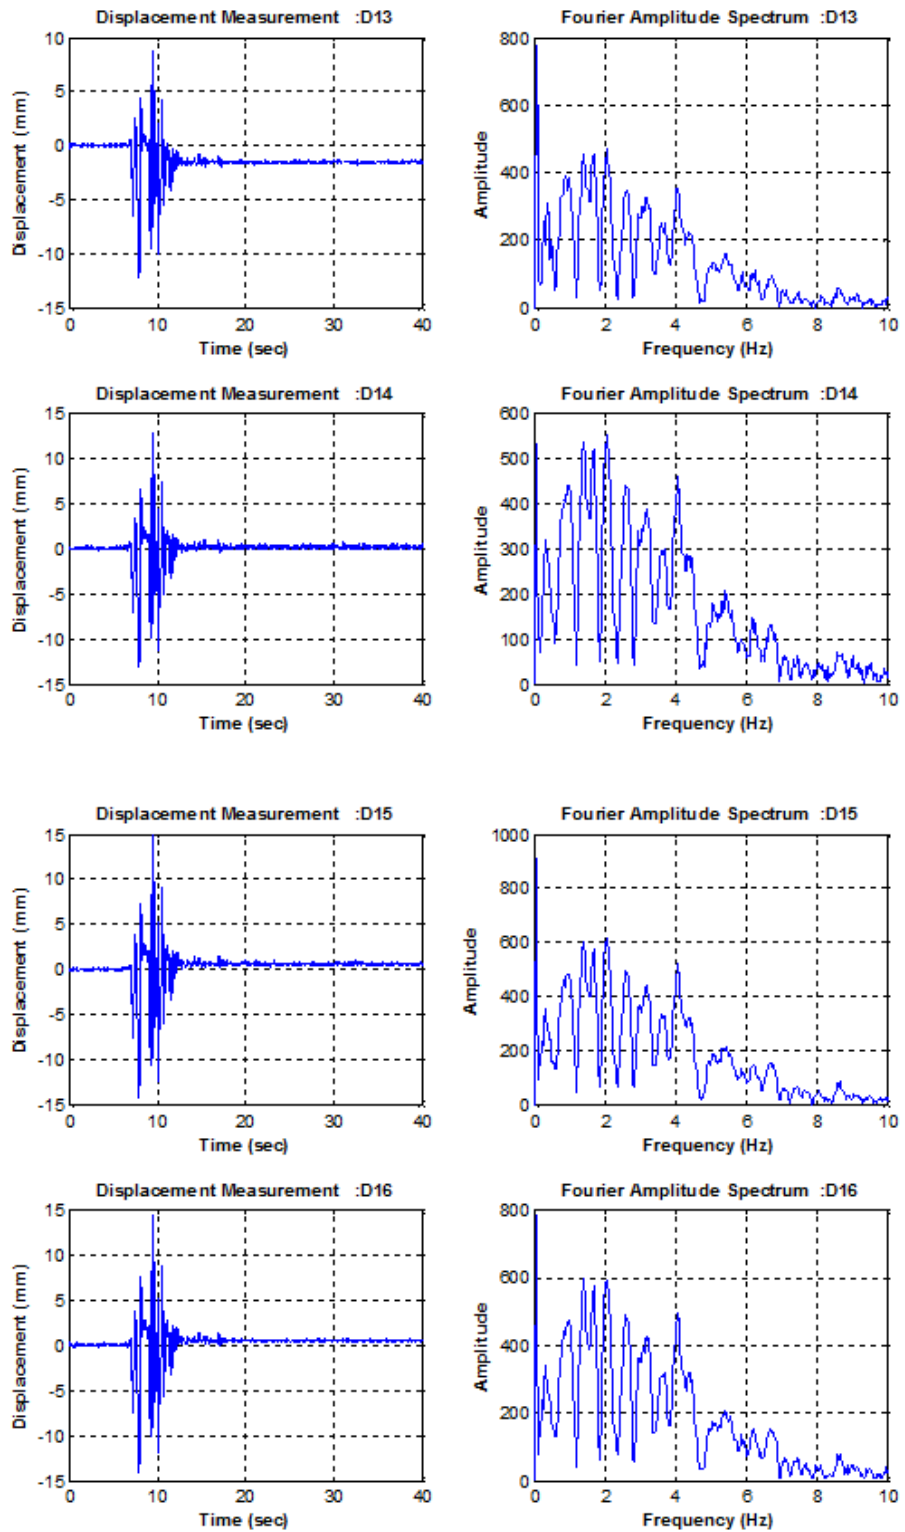 Displacement Measurement :D13
Displacement (mm)
10
5
0
-5
-10
-15
0 10 20 30 40
Time (sec)
Fourier Amplitude Spectrum :D13
Amplitude
800
600
400
200
0
0 2 4 6 8 10
Frequency (Hz)
Displacement Measurement :D14
Displacement (mm)
15
10
5
0
-5
-10
-15
0 10 20 30 40
Time (sec)
Fourier Amplitude Spectrum :D14
Amplitude
600
500
400
300
200
100
0
0 2 4 6 8 10
Frequency (Hz)
Displacement Measurement :D15
Displacement (mm)
15
10
5
0
-5
-10
-15
0 10 20 30 40
Time (sec)
Fourier Amplitude Spectrum :D15
Amplitude
1000
800
600
400
200
0
0 2 4 6 8 10
Frequency (Hz)
Displacement Measurement :D16
Displacement (mm)
15
10
5
0
-5
-10
-15
0 10 20 30 40
Time (sec)
Fourier Amplitude Spectrum :D16
Amplitude
800
600
400
200
0
0 2 4 6 8 10
Frequency (Hz)